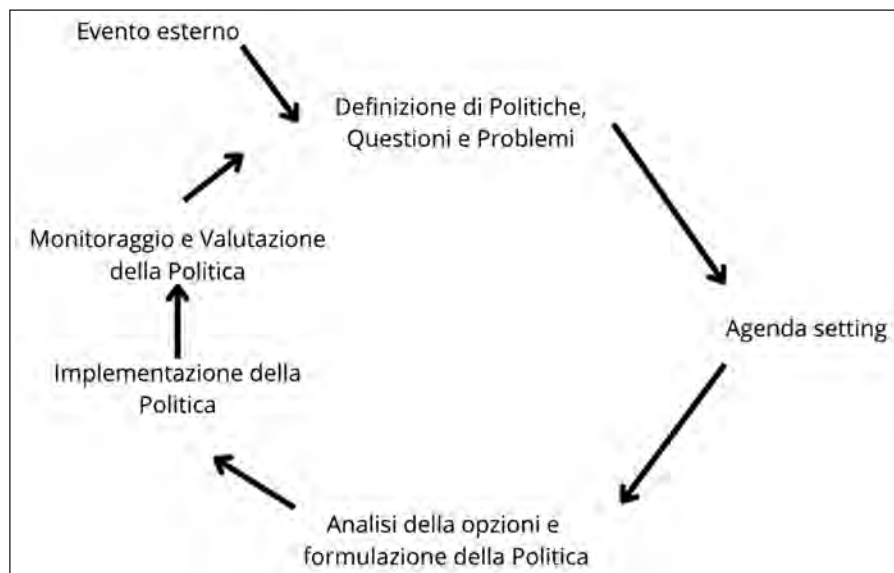 Evento esterno
Definizione di Politiche,
Questioni e Problemi
Agenda setting
Analisi della opzioni e
formulazione della Politica
Implementazione della
Politica
Monitoraggio e Valutazione
della Politica